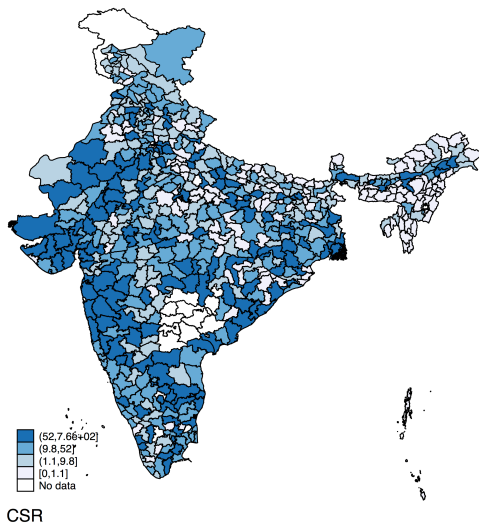 (52,7.6e+02]
(9.8,52]
(1.1,9.8]
[0,1.1]
No data
CSR